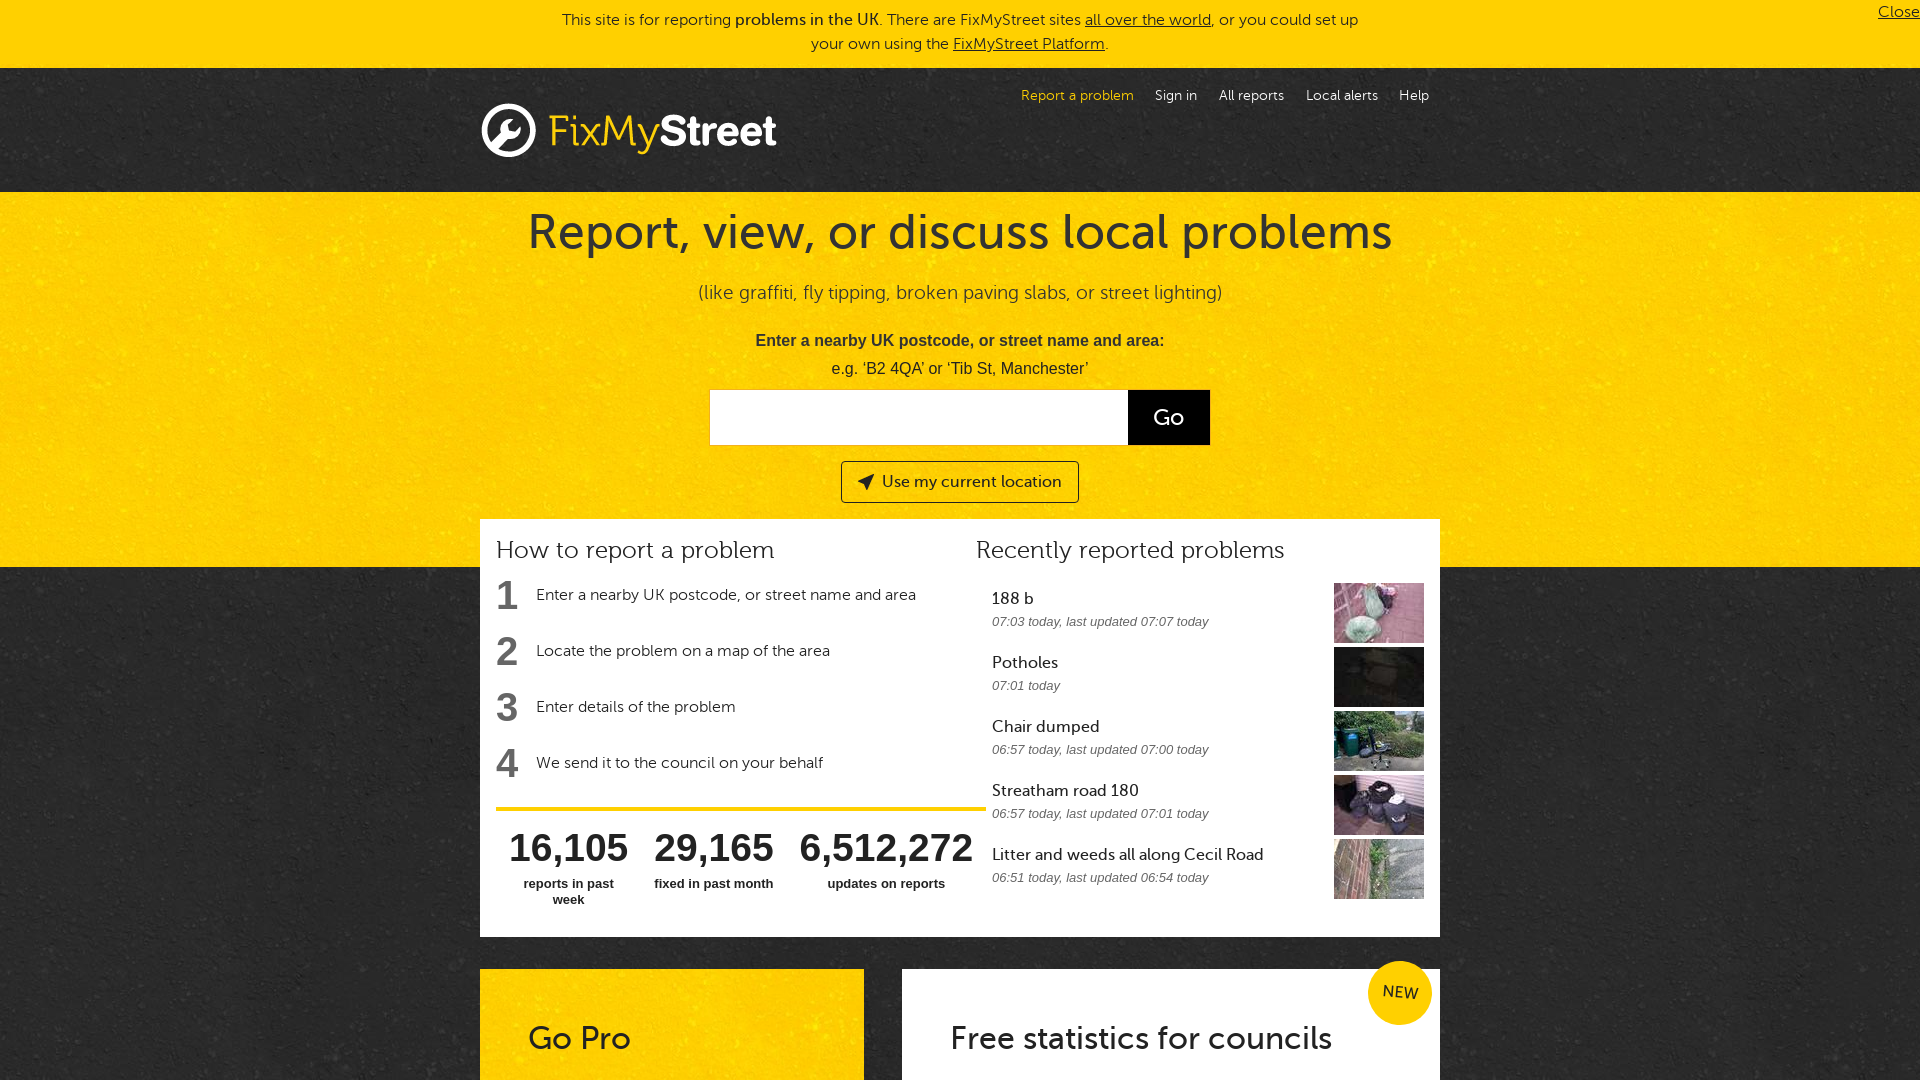 This site is for reporting problems in the UK. There are FixMyStreet sites all over the world, or you could set up
your own using the FixMyStreet Platform.
Close
Report a problem
Sign in
All reports
Local alerts
Help
FixMyStreet
Report, view, or discuss local problems
(like graffiti, fly tipping, broken paving slabs, or street lighting)
Enter a nearby UK postcode, or street name and area:
e.g. ‘B2 4QA’ or ‘Tib St, Manchester’
Go
Use my current location
How to report a problem
1 Enter a nearby UK postcode, or street name and area
2 Locate the problem on a map of the area
3 Enter details of the problem
4 We send it to the council on your behalf
16,105
reports in past
week
29,165
fixed in past month
6,512,272
updates on reports
Recently reported problems
188 b
07:03 today, last updated 07:07 today
Potholes
07:01 today
Chair dumped
06:57 today, last updated 07:00 today
Streatham road 180
06:57 today, last updated 07:01 today
Litter and weeds all along Cecil Road
06:51 today, last updated 06:54 today
Go Pro
NEW
Free statistics for councils